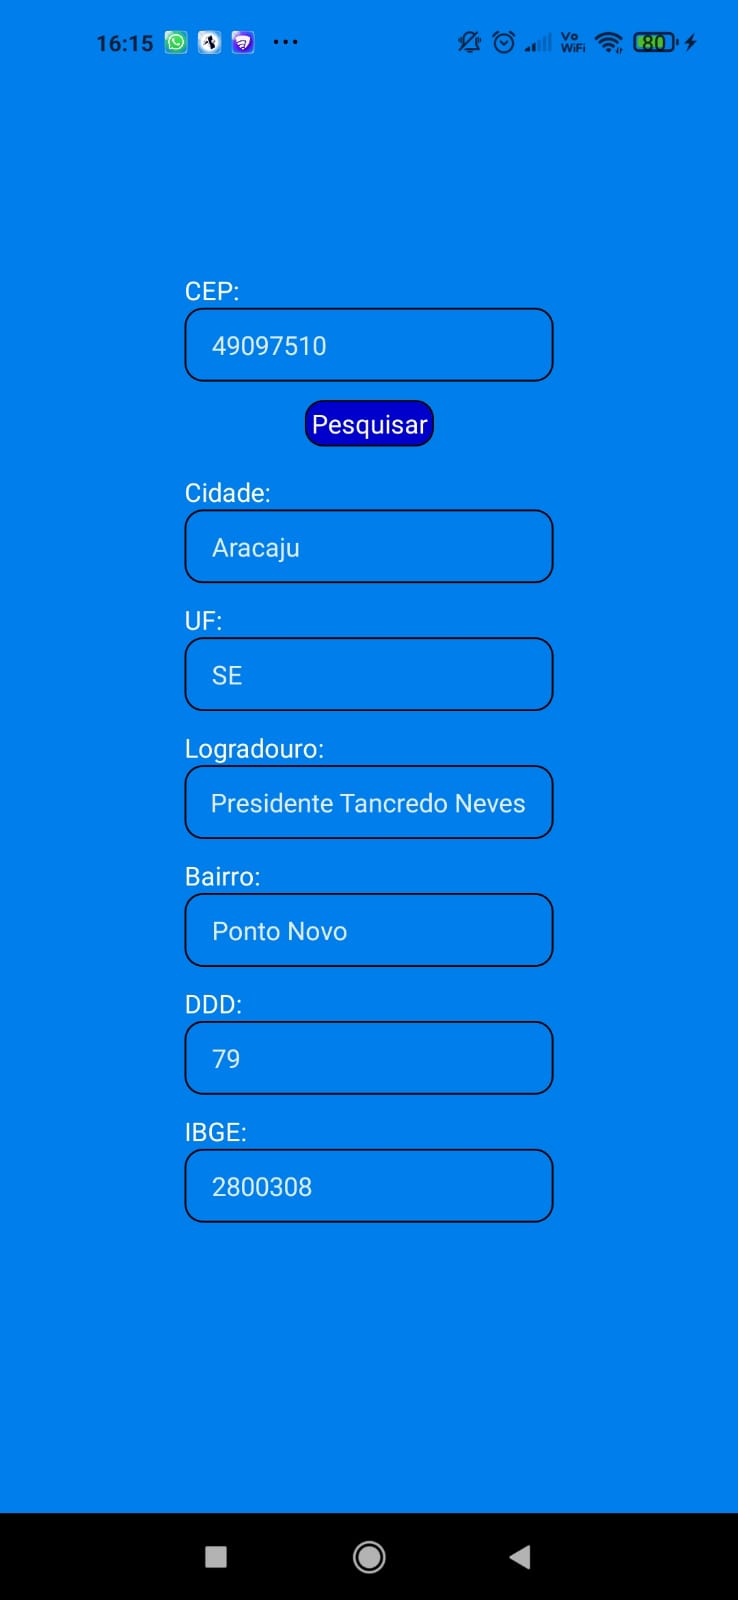 16:15
Vo
WiFi
80
CEP:
49097510
Pesquisar
Cidade:
Aracaju
UF:
SE
Logradouro:
Presidente Tancredo Neves
Bairro:
Ponto Novo
DDD:
79
IBGE:
2800308